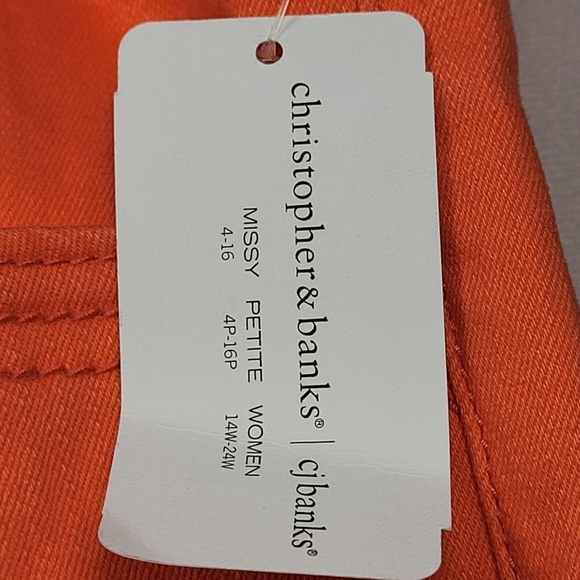 christopher & banks® | cj banks®
MISSY PETITE WOMEN
4-16 4P-16P 14W-24W